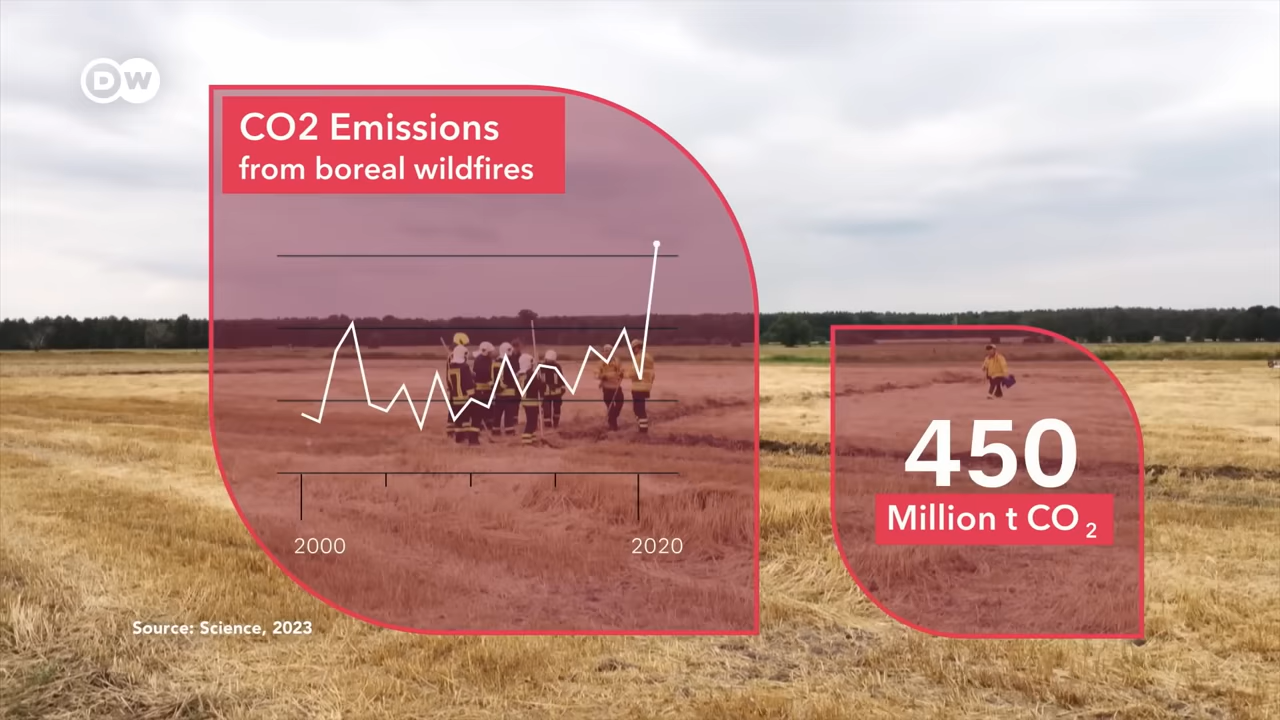 DW
CO2 Emissions
from boreal wildfires
2000
2020
450
Million t CO₂
Source: Science, 2023